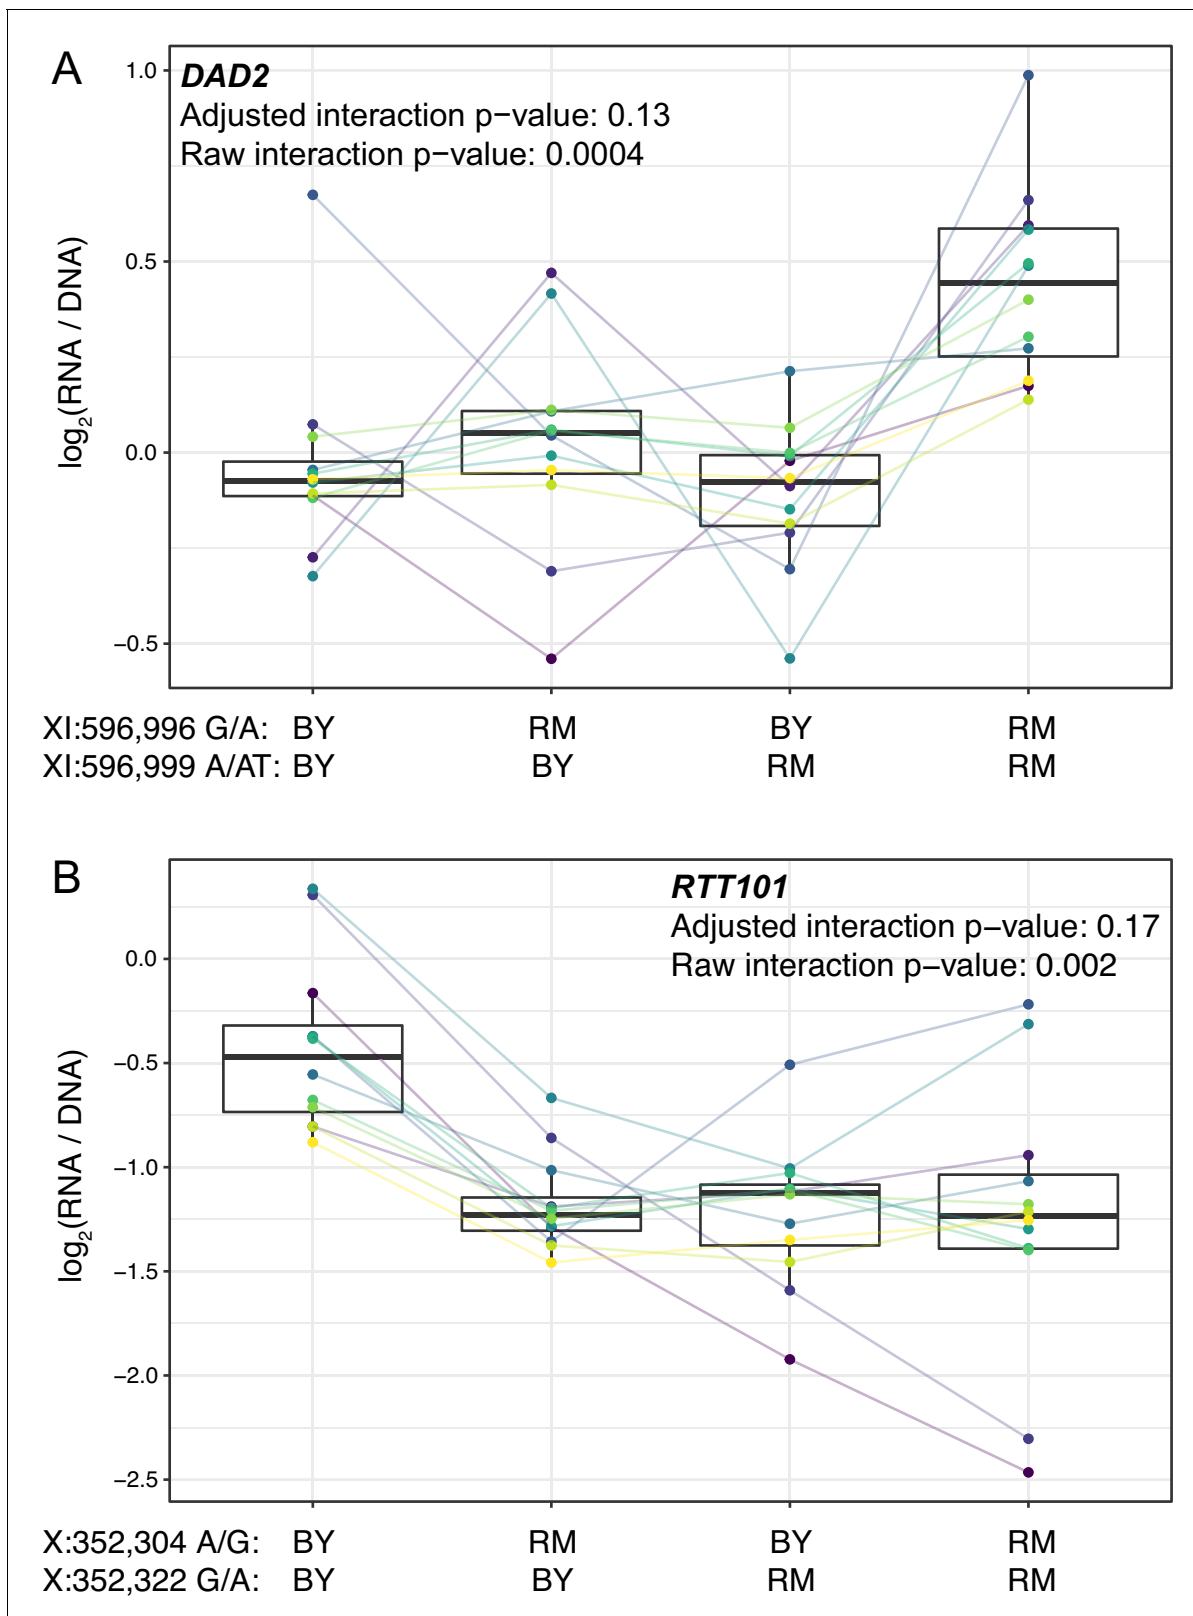 A
DAD2
Adjusted interaction p−value: 0.13
Raw interaction p−value: 0.0004
log2(RNA / DNA)
1.0
0.5
0.0
−0.5
XI:596,996 G/A: BY RM BY RM
XI:596,999 A/AT: BY BY RM RM
B
RTT101
Adjusted interaction p−value: 0.17
Raw interaction p−value: 0.002
log2(RNA / DNA)
0.0
−0.5
−1.0
−1.5
−2.0
−2.5
X:352,304 A/G: BY RM BY RM
X:352,322 G/A: BY BY RM RM